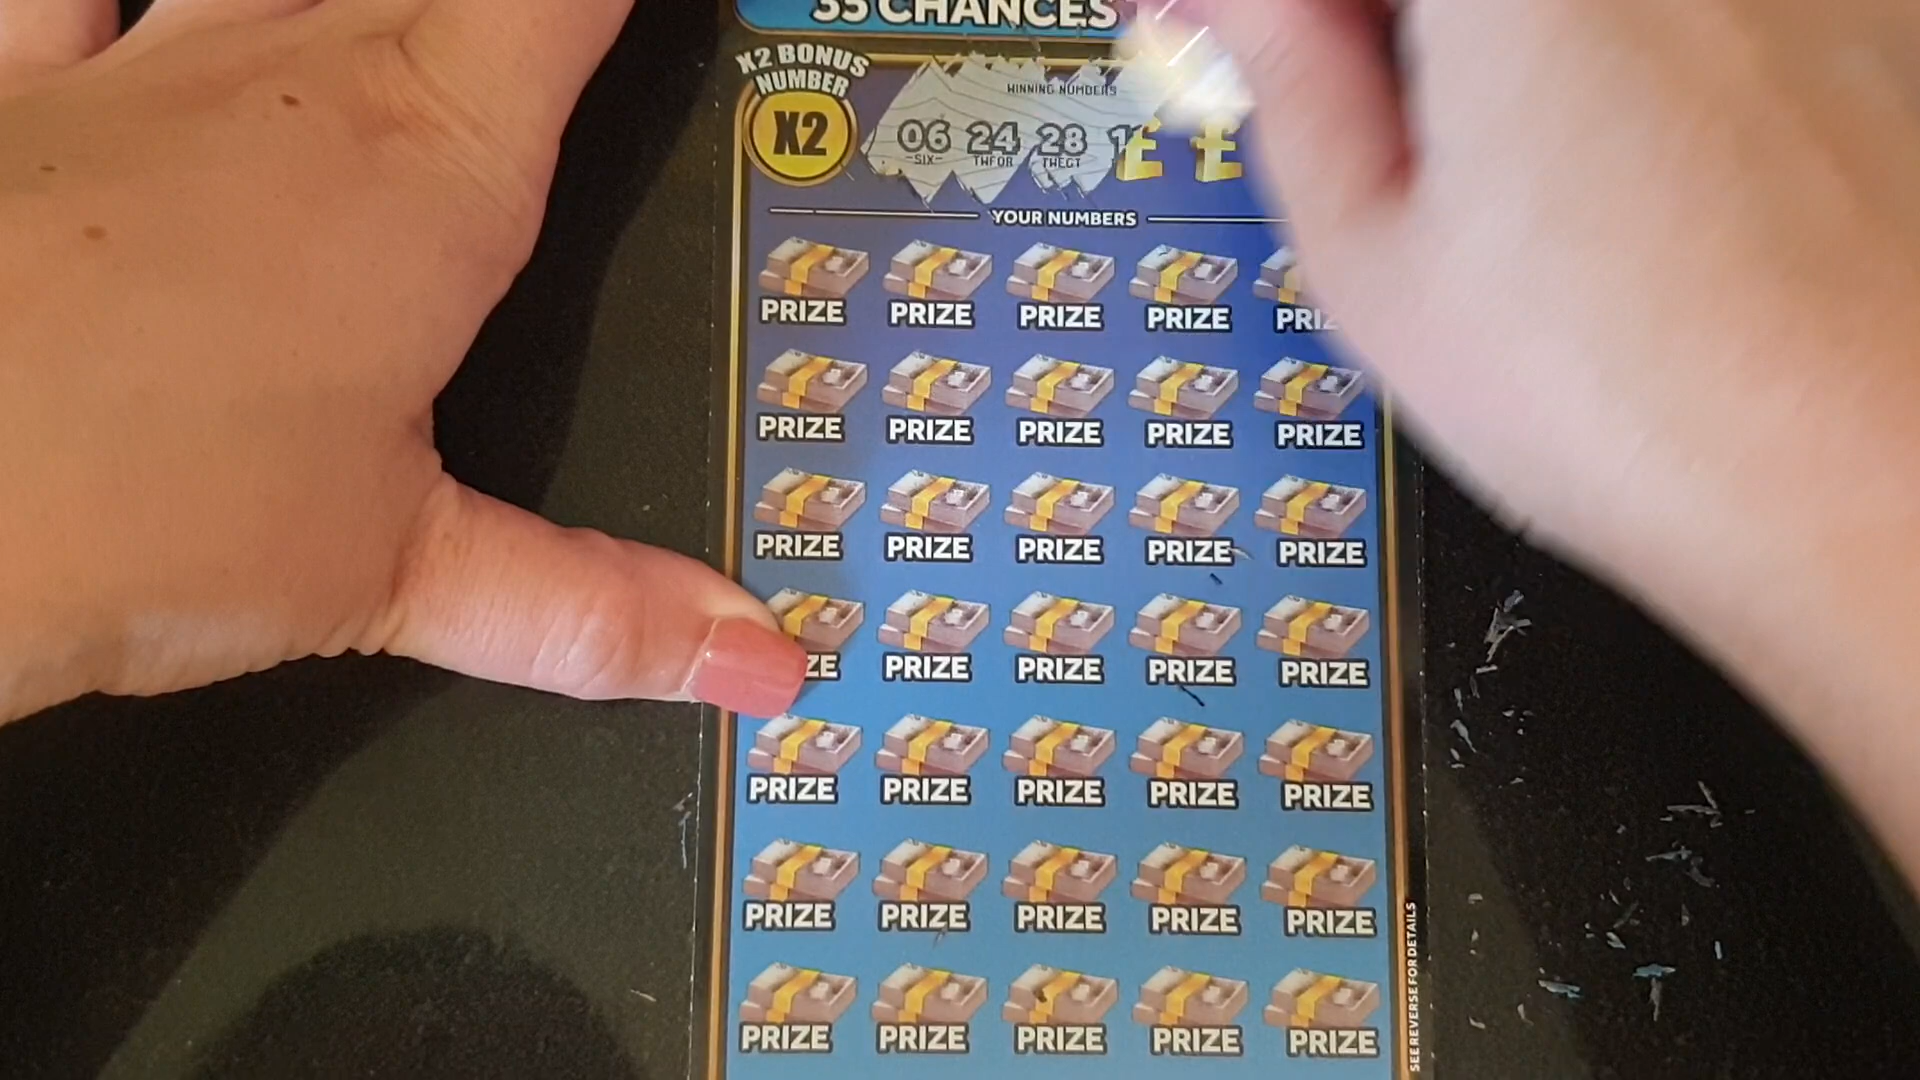 35 CHANCES
X2 BONUS
NUMBER
X2
WINNING NUMBERS
06 24 28
-SIX- TWFOR TWEGT
£ £
YOUR NUMBERS
PRIZE PRIZE PRIZE PRIZE
PRIZE PRIZE PRIZE PRIZE PRIZE
PRIZE PRIZE PRIZE PRIZE PRIZE
PRIZE PRIZE PRIZE PRIZE
PRIZE PRIZE PRIZE PRIZE PRIZE
PRIZE PRIZE PRIZE PRIZE PRIZE
PRIZE PRIZE PRIZE PRIZE PRIZE
SEE REVERSE FOR DETAILS